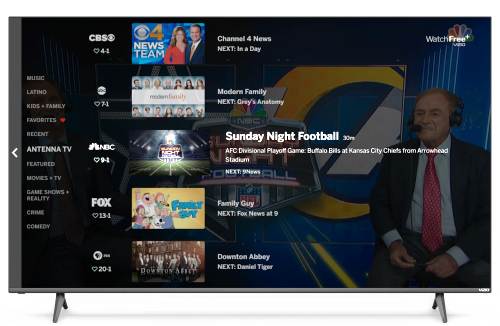 CBS
4-1
4
NEWS
TEAM
Channel 4 News
NEXT: In a Day
WatchFree+
VIZIO
MUSIC
LATINO
KIDS + FAMILY
FAVORITES
RECENT
ANTENNA TV
FEATURED
MOVIES + TV
GAME SHOWS +
REALITY
CRIME
COMEDY
abc
7-1
modern family
Modern Family
NEXT: Grey's Anatomy
NBC
9-1
SUNDAY
NIGHT
FOOTBALL
NBC
Sunday Night Football 30m
AFC Divisional Playoff Game: Buffalo Bills at Kansas City Chiefs from Arrowhead
Stadium
NEXT: 9News
FOX
13-1
FAMILY
GUY
Family Guy
NEXT: Fox News at 9
PBS
20-1
DOWNTON ABBEY
Downton Abbey
NEXT: Daniel Tiger
VIZIO